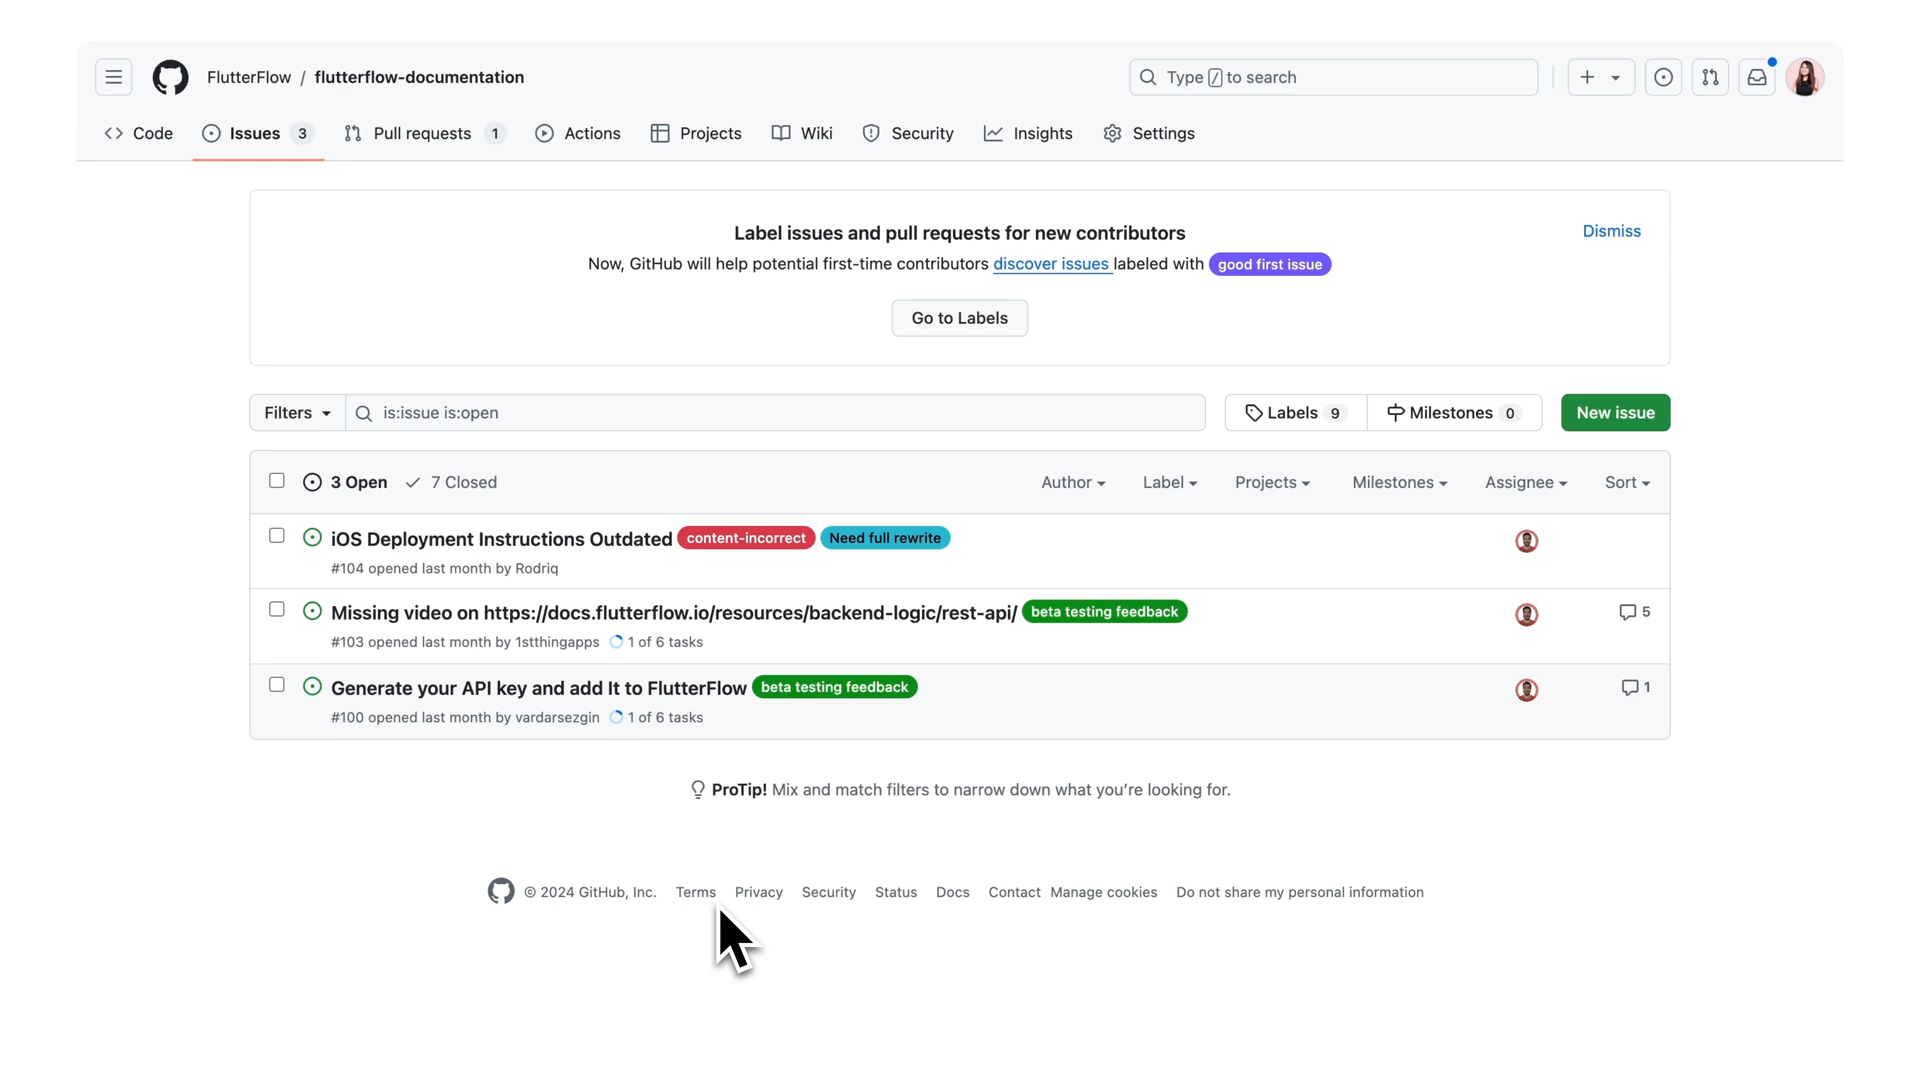 FlutterFlow / flutterflow-documentation
Type / to search
Code
Issues 3
Pull requests 1
Actions
Projects
Wiki
Security
Insights
Settings
Label issues and pull requests for new contributors
Dismiss
Now, GitHub will help potential first-time contributors discover issues labeled with good first issue
Go to Labels
Filters
is:issue is:open
Labels 9
Milestones 0
New issue
3 Open
7 Closed
Author
Label
Projects
Milestones
Assignee
Sort
iOS Deployment Instructions Outdated content-incorrect Need full rewrite
#104 opened last month by Rodriq
Missing video on https://docs.flutterflow.io/resources/backend-logic/rest-api/ beta testing feedback
5
#103 opened last month by 1stthingapps 1 of 6 tasks
Generate your API key and add It to FlutterFlow beta testing feedback
1
#100 opened last month by vardarsezgin 1 of 6 tasks
ProTip! Mix and match filters to narrow down what you’re looking for.
© 2024 GitHub, Inc. Terms Privacy Security Status Docs Contact Manage cookies Do not share my personal information